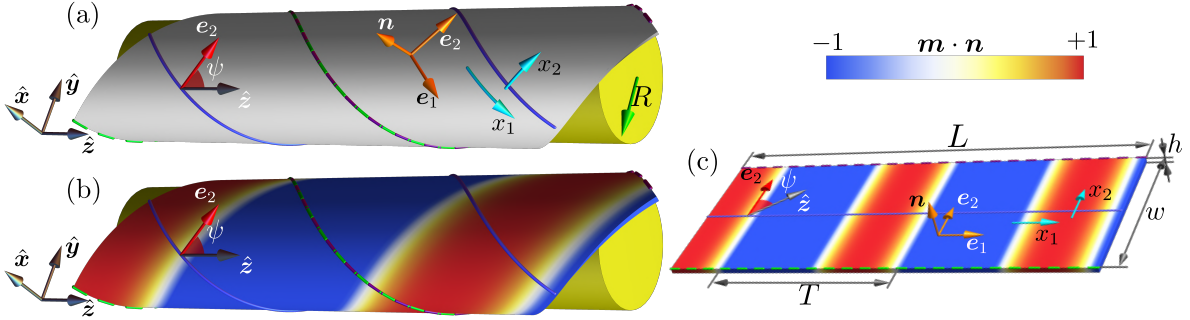 (a)
e₂
ψ
ẑ
n
e₂
e₁
x₂
x₁
R
x̂
ŷ
ẑ
−1
m · n
+1
(b)
e₂
ψ
ẑ
x̂
ŷ
ẑ
(c)
L
h
e₂
ψ
ẑ
n
e₂
e₁
x₂
x₁
w
T